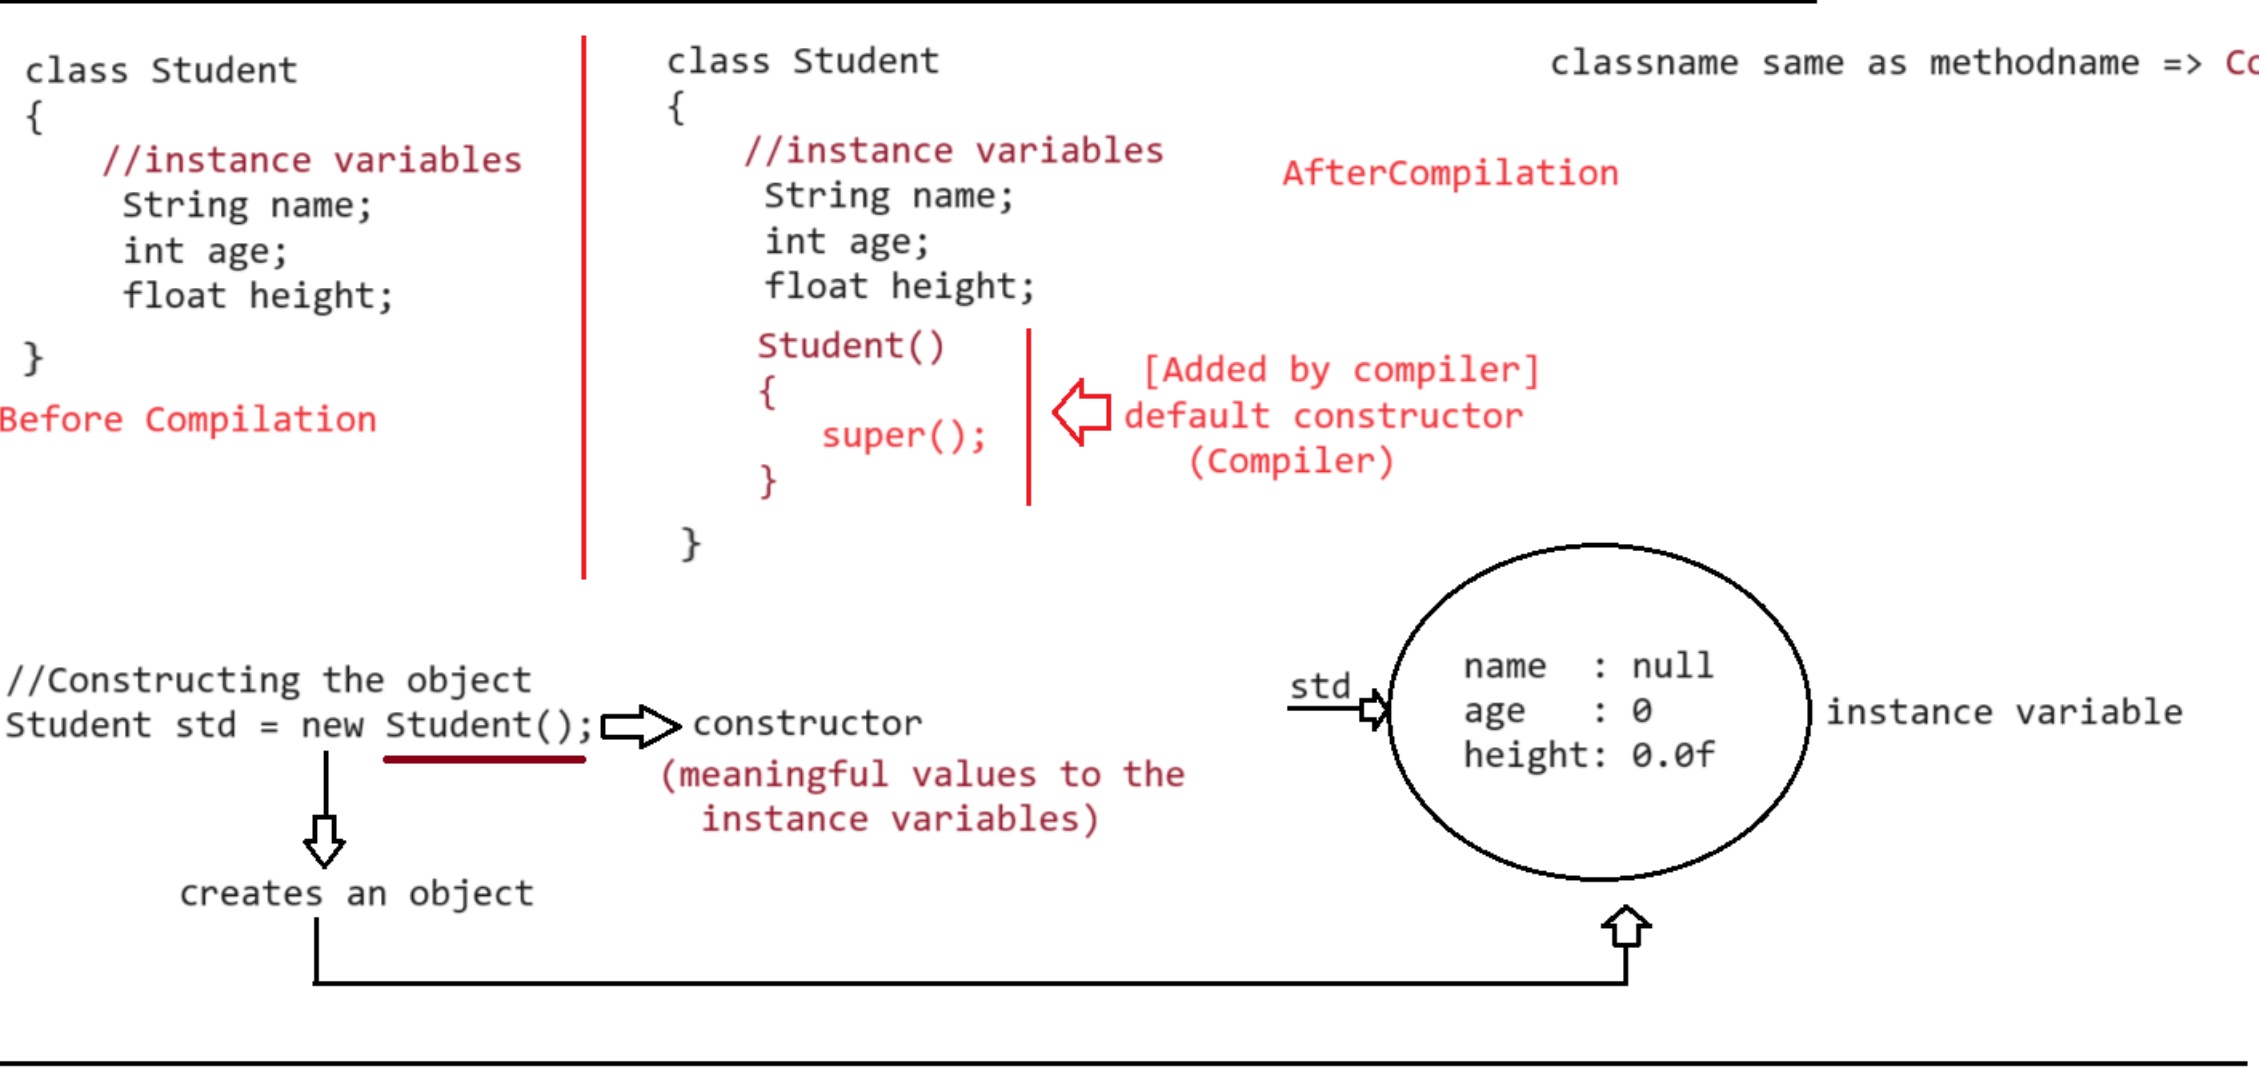 class Student
{
//instance variables
String name;
int age;
float height;
}
Before Compilation
class Student
{
//instance variables
String name;
int age;
float height;
Student()
{
super();
}
}
classname same as methodname => Co
AfterCompilation
[Added by compiler]
default constructor
(Compiler)
//Constructing the object
Student std = new Student();
constructor
(meaningful values to the
instance variables)
creates an object
std
name : null
age : 0
height: 0.0f
instance variable